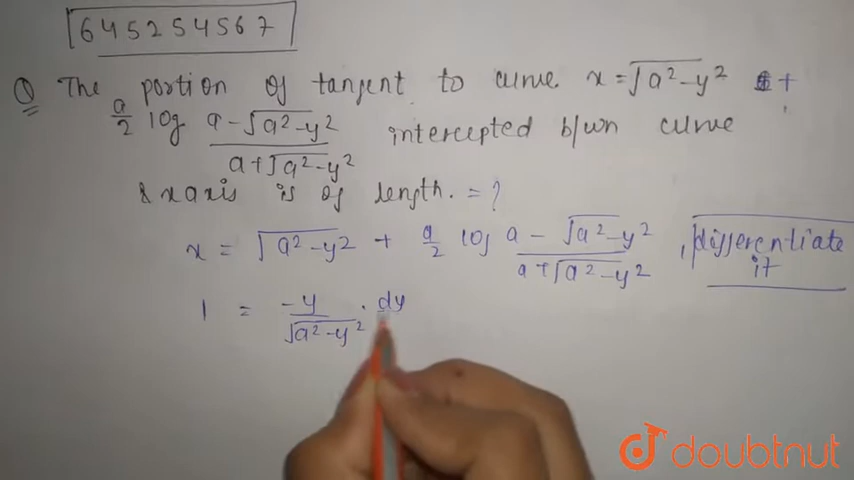 645254567
Q The portion of tangent to curve x = √a²-y² +
a/2 log a-√a²-y² / a+√a²-y² intercepted b/wn curve
& x axis is of length. = ?
x = √a²-y² + a/2 log a-√a²-y² / a+√a²-y² , differentiate it
1 = -y/√a²-y² . dy
doubtnut